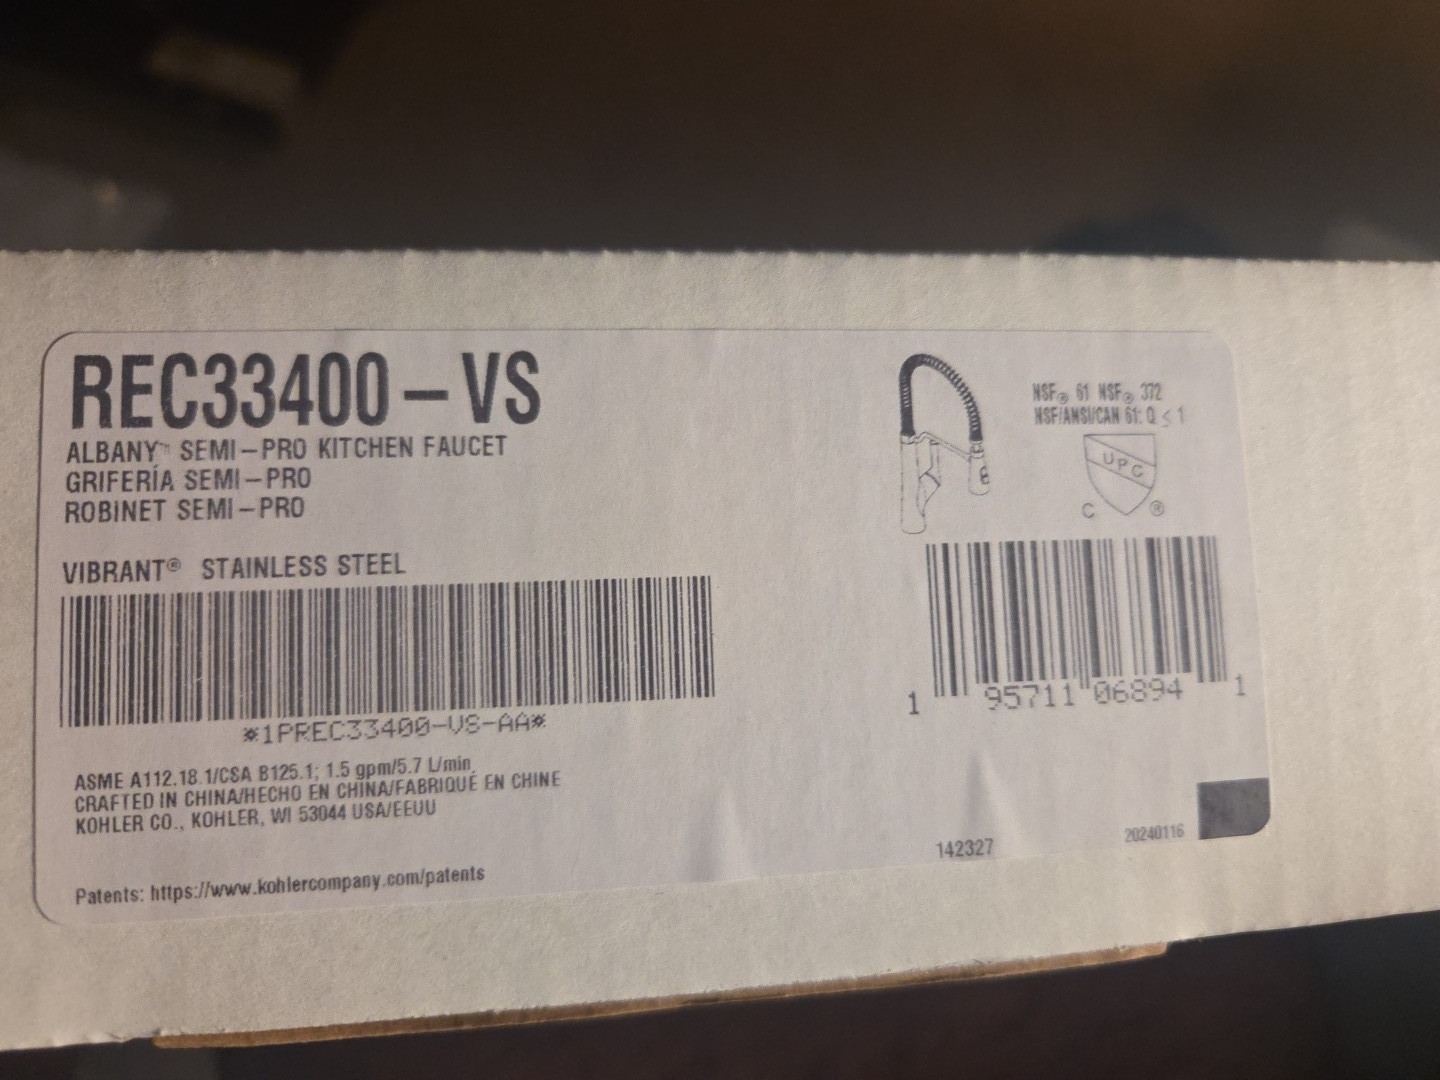 REC33400-VS
ALBANY™ SEMI-PRO KITCHEN FAUCET
GRIFERÍA SEMI-PRO
ROBINET SEMI-PRO
VIBRANT® STAINLESS STEEL
*1PREC33400-VS-AA*
ASME A112.18.1/CSA B125.1; 1.5 gpm/5.7 L/min
CRAFTED IN CHINA/HECHO EN CHINA/FABRIQUÉ EN CHINE
KOHLER CO., KOHLER, WI 53044 USA/EEUU
Patents: https://www.kohlercompany.com/patents
NSF® 61 NSF® 372
NSF/ANSI/CAN 61: Q ≤ 1
UPC
C ®
1 95711 06894 1
142327
20240116